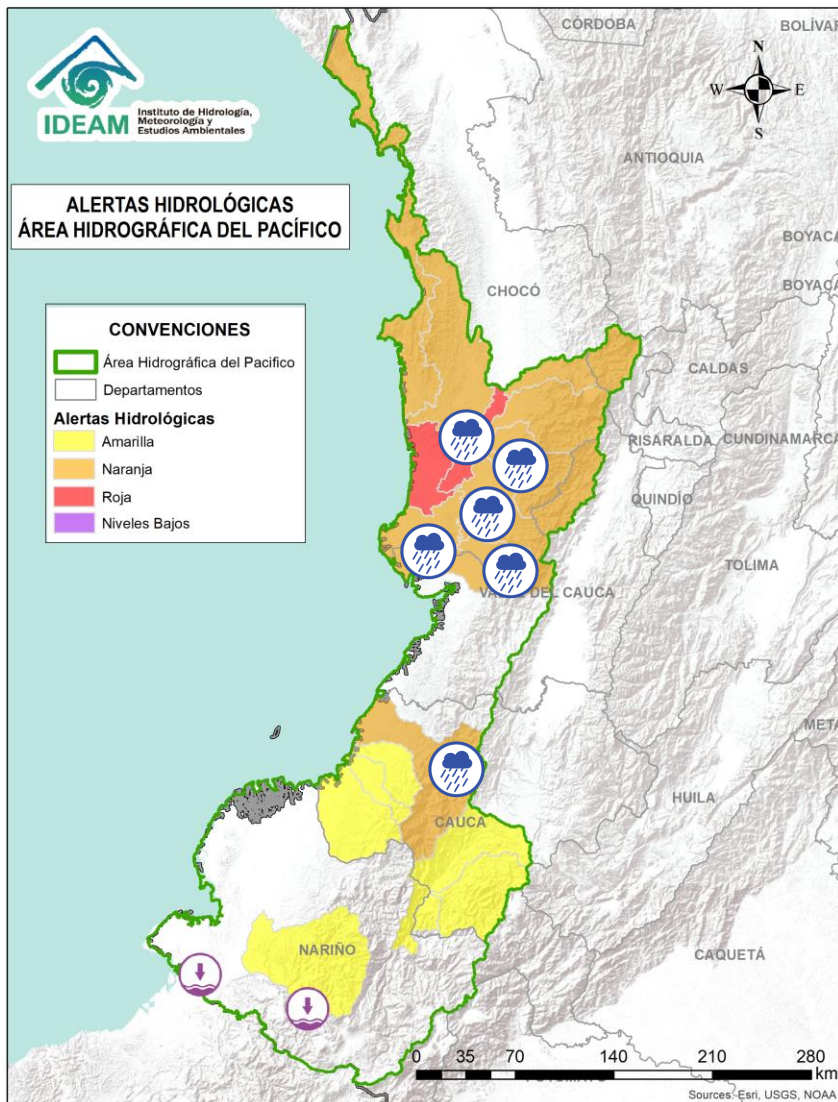 CÓRDOBA
BOLÍVAR
IDEAM
Instituto de Hidrología,
Meteorología y
Estudios Ambientales
N
W E
S
ANTIOQUIA
ALERTAS HIDROLÓGICAS
ÁREA HIDROGRÁFICA DEL PACÍFICO
BOYACÁ
CHOCÓ
BOYACÁ
CONVENCIONES
Área Hidrográfica del Pacifico
Departamentos
Alertas Hidrológicas
Amarilla
Naranja
Roja
Niveles Bajos
CALDAS
RISARALDA
CUNDINAMARCA
QUINDÍO
TOLIMA
VALLE DEL CAUCA
META
HUILA
CAUCA
NARIÑO
CAQUETÁ
0 35 70 140 210 280
km
Sources: Esri, USGS, NOAA